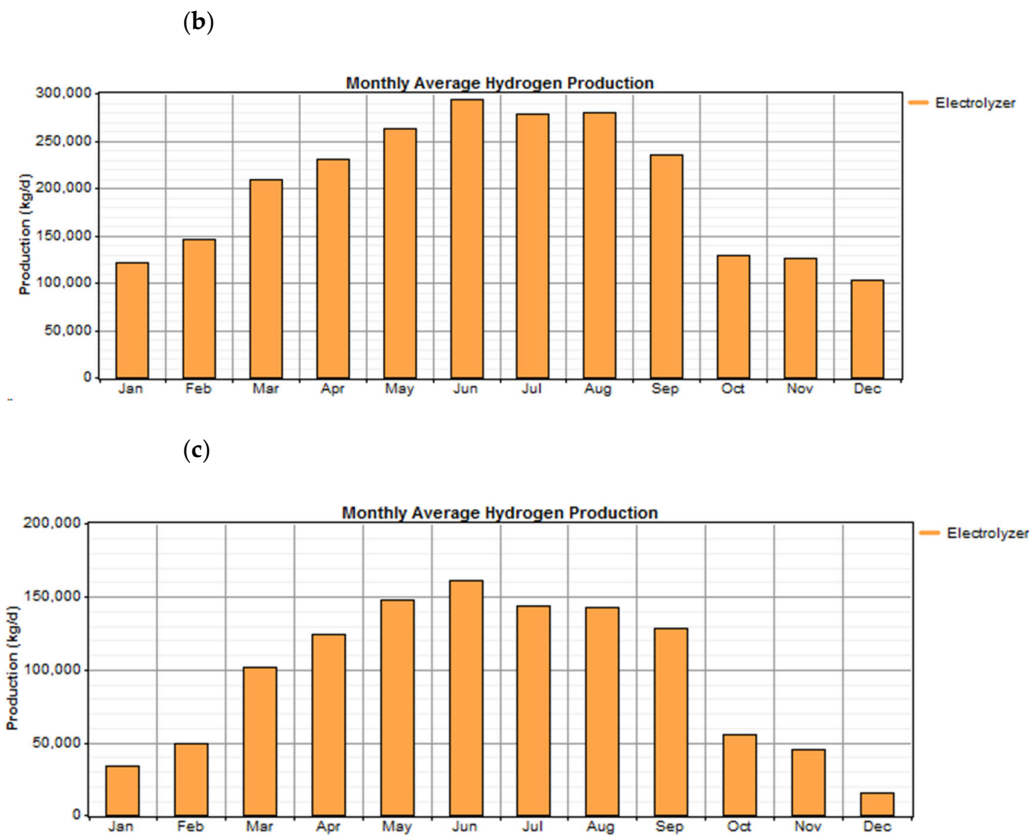 (b)
Monthly Average Hydrogen Production
300,000
250,000
200,000
150,000
100,000
50,000
0
Production (kg/d)
Jan Feb Mar Apr May Jun Jul Aug Sep Oct Nov Dec
Electrolyzer
(c)
Monthly Average Hydrogen Production
200,000
150,000
100,000
50,000
0
Production (kg/d)
Jan Feb Mar Apr May Jun Jul Aug Sep Oct Nov Dec
Electrolyzer